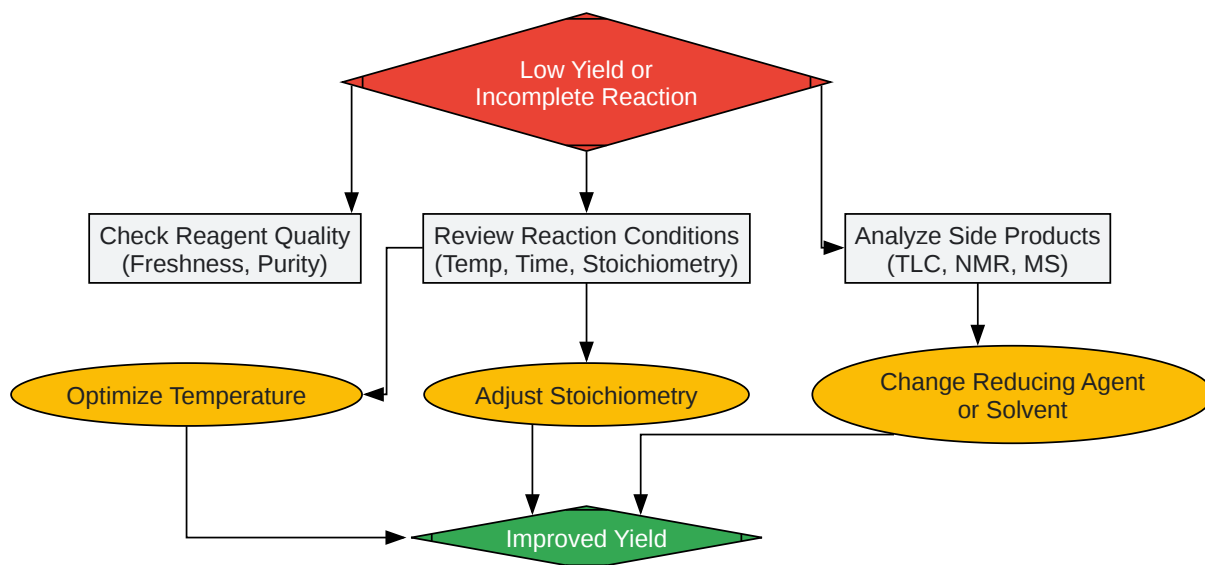 Low Yield or
Incomplete Reaction
Check Reagent Quality
(Freshness, Purity)
Review Reaction Conditions
(Temp, Time, Stoichiometry)
Analyze Side Products
(TLC, NMR, MS)
Optimize Temperature
Adjust Stoichiometry
Change Reducing Agent
or Solvent
Improved Yield